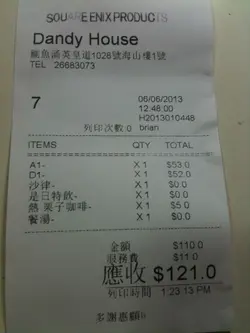 SQUARE ENIX PRODUCTS
Dandy House
鰂魚涌英皇道1026號海山樓1號
TEL 26683073
7 06/06/2013
12:48:00
H2013010448
列印次數 0 brian
ITEMS QTY TOTAL
A1- X 1 $53.0
D1- X 1 $52.0
沙律- X 1 $0.0
是日特飲- X 1 $0.0
熱 栗子咖啡- X 1 $5.0
餐湯- X 1 $0.0
金額 $110.0
服務費 $11.0
應收 $121.0
列印時間 1:23:13 PM
多謝惠顧!!